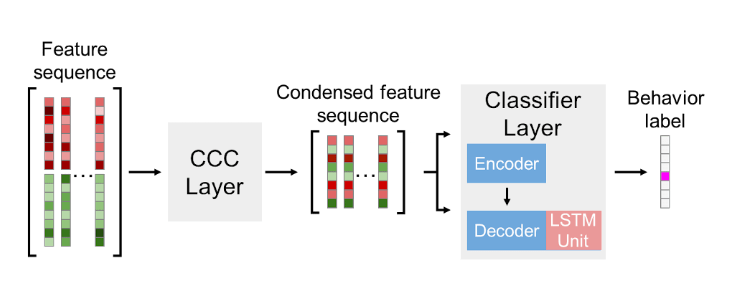 Feature
sequence
CCC
Layer
Condensed feature
sequence
Classifier
Layer
Encoder
Decoder
LSTM
Unit
Behavior
label